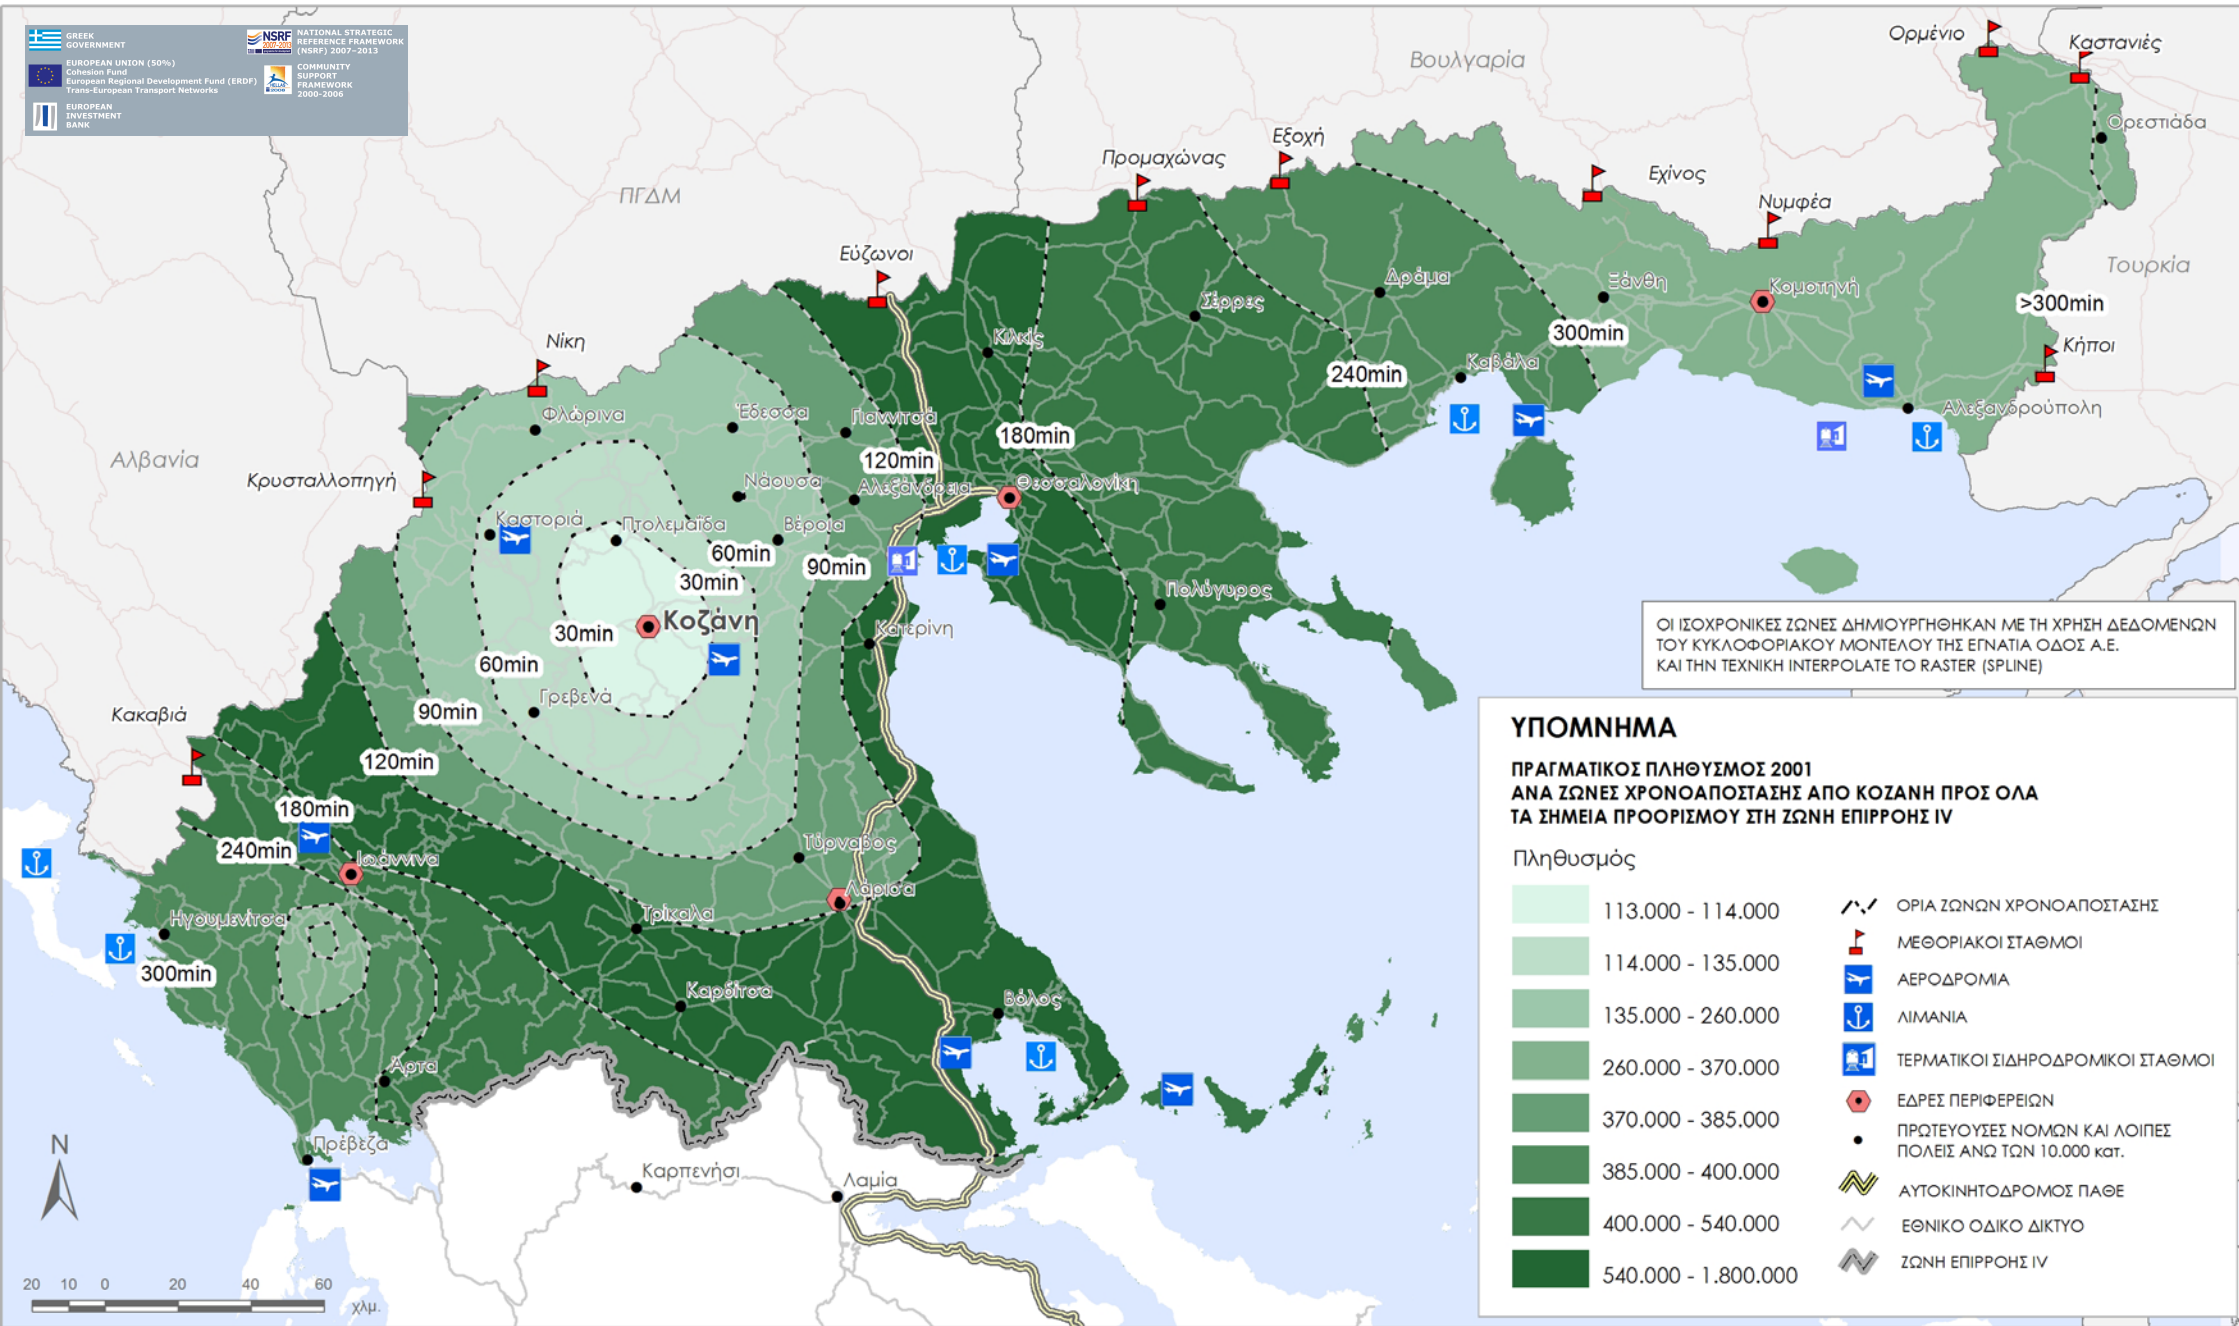 GREEK
GOVERNMENT
NSRF
2007-2013
NATIONAL STRATEGIC
REFERENCE FRAMEWORK
(NSRF) 2007-2013
EUROPEAN UNION (50%)
Cohesion Fund
European Regional Development Fund (ERDF)
Trans-European Transport Networks
COMMUNITY
SUPPORT
FRAMEWORK
2000-2006
EUROPEAN
INVESTMENT
BANK
Βουλγαρία
Ορμένιο
Καστανιές
Ορεστιάδα
Εξοχή
Προμαχώνας
Εχίνος
Νυμφέα
ΠΓΔΜ
Εύζωνοι
Τουρκία
Δράμα
Ξάνθη
Κομοτηνή
Σέρρες
>300min
300min
Κιλκίς
Νίκη
Κήποι
Καβάλα
240min
Φλώρινα
Έδεσσα
Γιαννιτσά
Αλεξανδρούπολη
180min
Αλβανία
120min
Κρυσταλλοπηγή
Νάουσα
Αλεξάνδρεια
Θεσσαλονίκη
Καστοριά
Πτολεμαΐδα
Βέροια
60min
90min
30min
Πολύγυρος
Κοζάνη
30min
Κατερίνη
60min
Γρεβενά
90min
Κακαβιά
120min
180min
240min
Ιωάννινα
Τύρναβος
Λάρισα
Ηγουμενίτσα
Τρίκαλα
300min
Καρδίτσα
Βόλος
Άρτα
Πρέβεζα
Καρπενήσι
Λαμία
N
20 10 0 20 40 60
χλμ.
ΟΙ ΙΣΟΧΡΟΝΙΚΕΣ ΖΩΝΕΣ ΔΗΜΙΟΥΡΓΗΘΗΚΑΝ ΜΕ ΤΗ ΧΡΗΣΗ ΔΕΔΟΜΕΝΩΝ
ΤΟΥ ΚΥΚΛΟΦΟΡΙΑΚΟΥ ΜΟΝΤΕΛΟΥ ΤΗΣ ΕΓΝΑΤΙΑ ΟΔΟΣ Α.Ε.
ΚΑΙ ΤΗΝ ΤΕΧΝΙΚΗ INTERPOLATE TO RASTER (SPLINE)
ΥΠΟΜΝΗΜΑ
ΠΡΑΓΜΑΤΙΚΟΣ ΠΛΗΘΥΣΜΟΣ 2001
ΑΝΑ ΖΩΝΕΣ ΧΡΟΝΟΑΠΟΣΤΑΣΗΣ ΑΠΟ ΚΟΖΑΝΗ ΠΡΟΣ ΟΛΑ
ΤΑ ΣΗΜΕΙΑ ΠΡΟΟΡΙΣΜΟΥ ΣΤΗ ΖΩΝΗ ΕΠΙΡΡΟΗΣ IV
Πληθυσμός
113.000 - 114.000
114.000 - 135.000
135.000 - 260.000
260.000 - 370.000
370.000 - 385.000
385.000 - 400.000
400.000 - 540.000
540.000 - 1.800.000
ΟΡΙΑ ΖΩΝΩΝ ΧΡΟΝΟΑΠΟΣΤΑΣΗΣ
ΜΕΘΟΡΙΑΚΟΙ ΣΤΑΘΜΟΙ
ΑΕΡΟΔΡΟΜΙΑ
ΛΙΜΑΝΙΑ
ΤΕΡΜΑΤΙΚΟΙ ΣΙΔΗΡΟΔΡΟΜΙΚΟΙ ΣΤΑΘΜΟΙ
ΕΔΡΕΣ ΠΕΡΙΦΕΡΕΙΩΝ
ΠΡΩΤΕΥΟΥΣΕΣ ΝΟΜΩΝ ΚΑΙ ΛΟΙΠΕΣ
ΠΟΛΕΙΣ ΑΝΩ ΤΩΝ 10.000 κατ.
ΑΥΤΟΚΙΝΗΤΟΔΡΟΜΟΣ ΠΑΘΕ
ΕΘΝΙΚΟ ΟΔΙΚΟ ΔΙΚΤΥΟ
ΖΩΝΗ ΕΠΙΡΡΟΗΣ IV